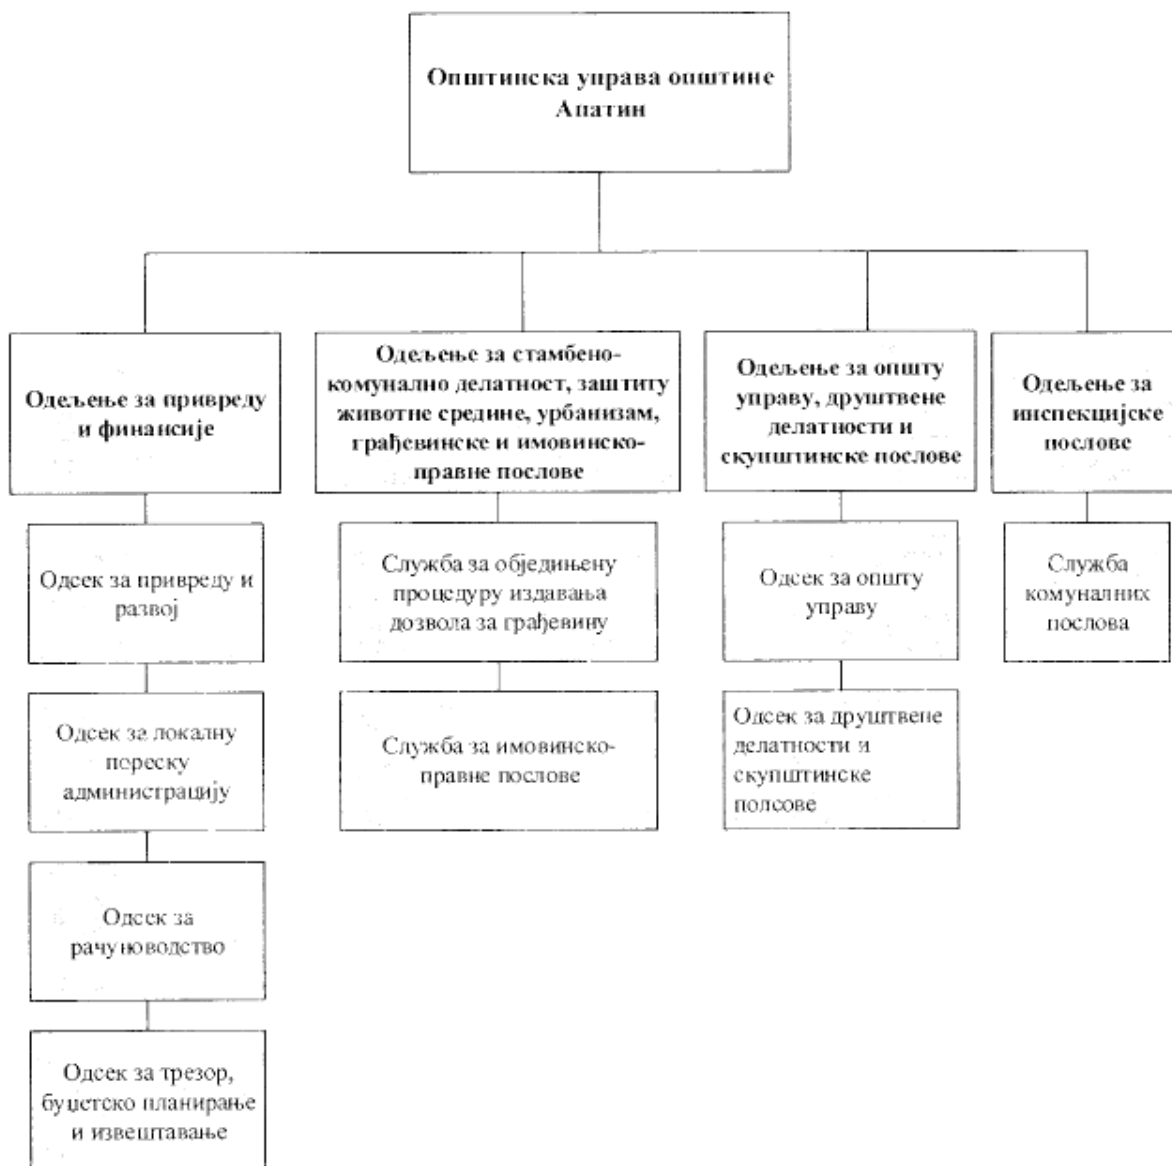 Општинска управа општине
Апатин
Одељење за привреду
и финансије
Одељење за стамбено-
комунално делатност, заштиту
животне средине, урбанизам,
грађевинске и имовинско-
правне послове
Одељење за општу
управу, друштвене
делатности и
скупштинске послове
Одељење за
инспекцијске
послове
Одсек за привреду и
развој
Служба за обједињену
процедуру издавања
дозвола за грађевину
Одсек за општу
управу
Служба
комуналних
послова
Одсек за локалну
пореску
администрацију
Служба за имовинско-
правне послове
Одсек за друштвене
делатности и
скупштинске
полсове
Одсек за
рачуноводство
Одсек за трезор,
буџетско планирање
и извештавање